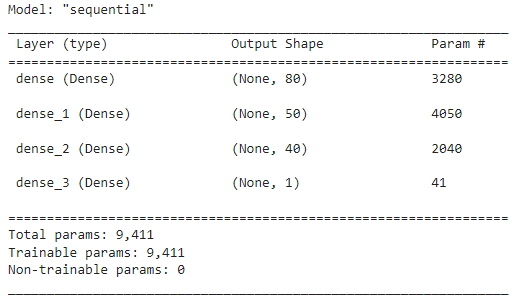 Model: "sequential"
_________________________________________________________________
Layer (type) Output Shape Param #
=================================================================
dense (Dense) (None, 80) 3280
dense_1 (Dense) (None, 50) 4050
dense_2 (Dense) (None, 40) 2040
dense_3 (Dense) (None, 1) 41
=================================================================
Total params: 9,411
Trainable params: 9,411
Non-trainable params: 0
_________________________________________________________________